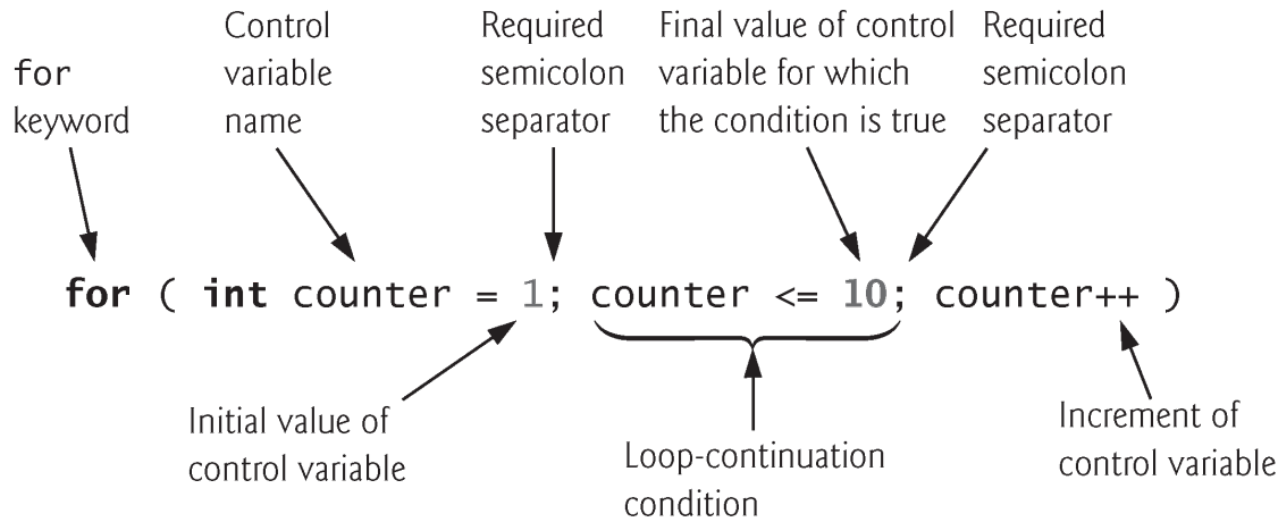 for
keyword
Control
variable
name
Required
semicolon
separator
Final value of control
variable for which
the condition is true
Required
semicolon
separator
for ( int counter = 1; counter <= 10; counter++ )
Initial value of
control variable
Loop-continuation
condition
Increment of
control variable